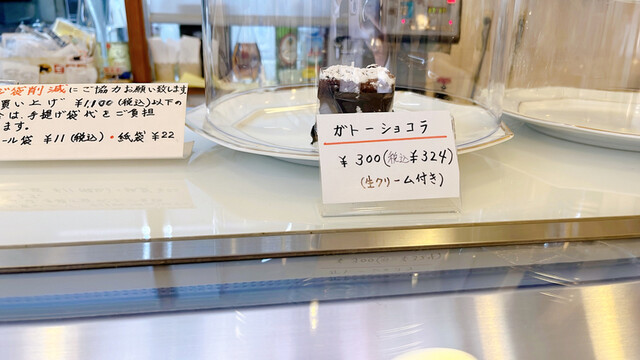 袋削減にご協力お願い致します
買い上げ ¥1,100(税込)以下の
は、手提げ袋代をご負担
ます。
ール袋 ¥11(税込)・紙袋 ¥22
ガトーショコラ
¥300(税込¥324)
(生クリーム付き)